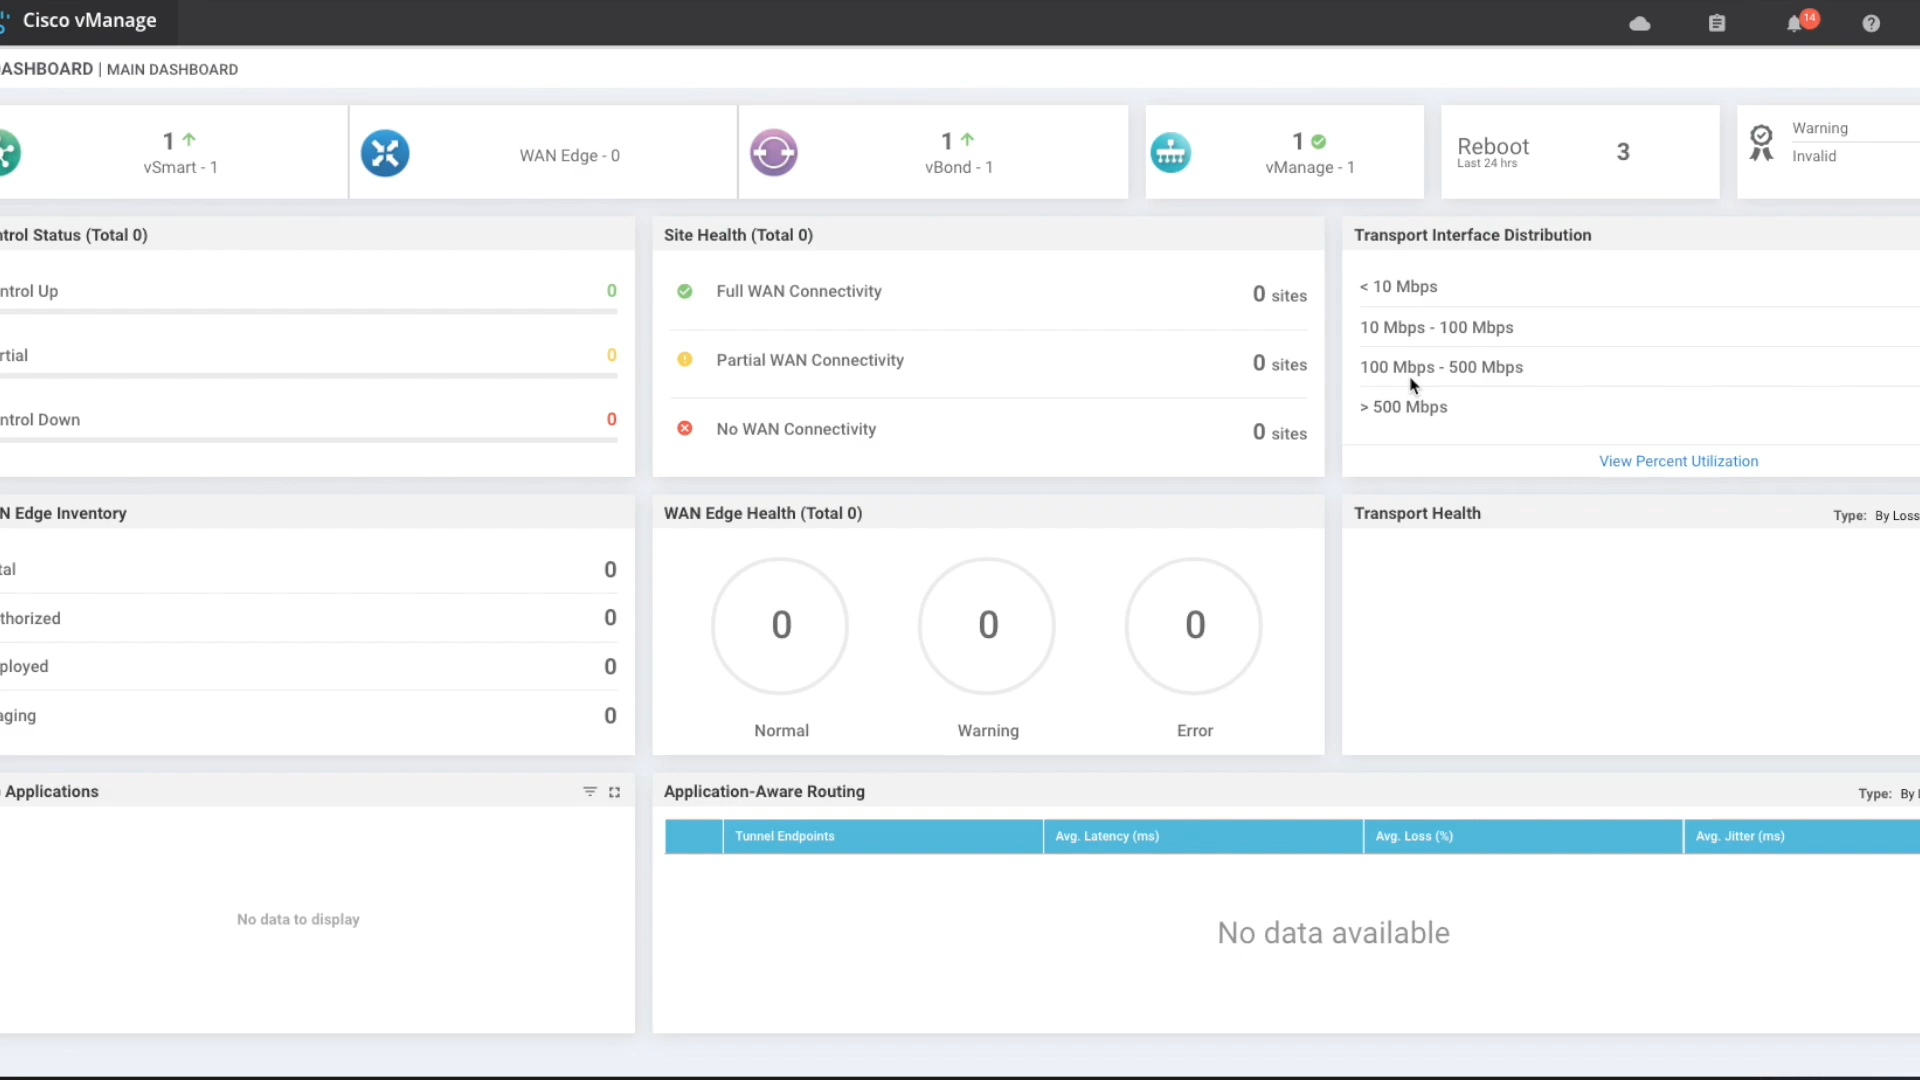 Cisco vManage
14
ASHBOARD | MAIN DASHBOARD
1
vSmart - 1
WAN Edge - 0
1
vBond - 1
1
vManage - 1
Reboot
Last 24 hrs
3
Warning
Invalid
ntrol Status (Total 0)
ntrol Up 0
rtial 0
ntrol Down 0
Site Health (Total 0)
Full WAN Connectivity 0 sites
Partial WAN Connectivity 0 sites
No WAN Connectivity 0 sites
Transport Interface Distribution
< 10 Mbps
10 Mbps - 100 Mbps
100 Mbps - 500 Mbps
> 500 Mbps
View Percent Utilization
N Edge Inventory
tal 0
thorized 0
ployed 0
aging 0
WAN Edge Health (Total 0)
0 0 0
Normal Warning Error
Transport Health Type: By Loss
Applications
No data to display
Application-Aware Routing Type: By
Tunnel Endpoints Avg. Latency (ms) Avg. Loss (%) Avg. Jitter (ms)
No data available